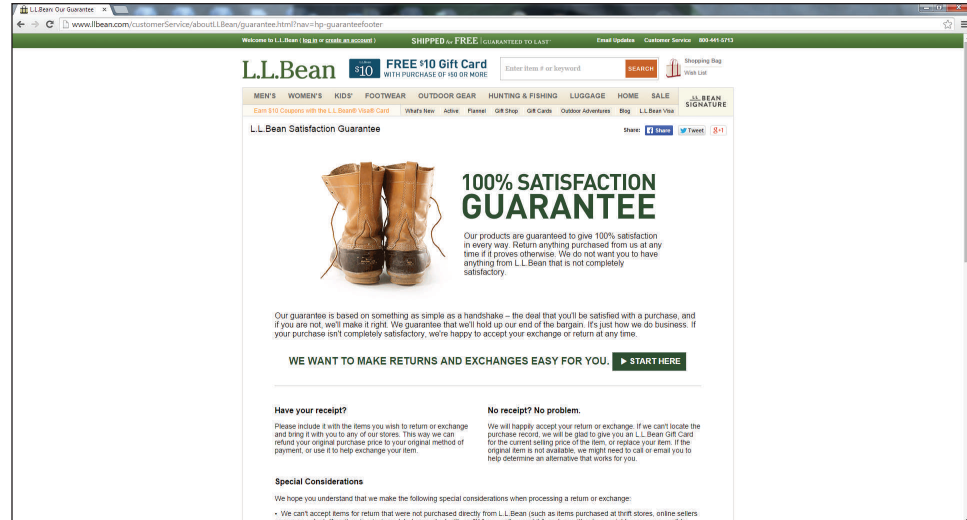 L.L.Bean: Our Guarantee
www.llbean.com/customerService/aboutLLBean/guarantee.html?nav=hp-guaranteefooter
Welcome to L.L.Bean ( log in or create an account )
SHIPPED for FREE | GUARANTEED TO LAST™
Email Updates Customer Service 800-441-5713
L.L.Bean
$10 FREE $10 Gift Card
WITH PURCHASE OF $50 OR MORE
Enter item # or keyword
SEARCH
Shopping Bag
Wish List
MEN'S WOMEN'S KIDS' FOOTWEAR OUTDOOR GEAR HUNTING & FISHING LUGGAGE HOME SALE
L.L.BEAN
SIGNATURE
Earn $10 Coupons with the L.L.Bean® Visa® Card
What's New Active Flannel Gift Shop Gift Cards Outdoor Adventures Blog L.L.Bean Visa
L.L.Bean Satisfaction Guarantee
Share: Share Tweet g+1
100% SATISFACTION
GUARANTEE
Our products are guaranteed to give 100% satisfaction
in every way. Return anything purchased from us at any
time if it proves otherwise. We do not want you to have
anything from L.L.Bean that is not completely
satisfactory.
Our guarantee is based on something as simple as a handshake – the deal that you'll be satisfied with a purchase, and
if you are not, we'll make it right. We guarantee that we'll hold up our end of the bargain. It's just how we do business. If
your purchase isn't completely satisfactory, we're happy to accept your exchange or return at any time.
WE WANT TO MAKE RETURNS AND EXCHANGES EASY FOR YOU. START HERE
Have your receipt?
Please include it with the items you wish to return or exchange
and bring it with you to any of our stores. This way we can
refund your original purchase price to your original method of
payment, or use it to help exchange your item.
No receipt? No problem.
We will happily accept your return or exchange. If we can't locate the
purchase record, we will be glad to give you an L.L.Bean Gift Card
for the current selling price of the item, or replace your item. If the
original item is not available, we might need to call or email you to
help determine an alternative that works for you.
Special Considerations
We hope you understand that we make the following special considerations when processing a return or exchange:
• We can't accept items for return that were not purchased directly from L.L.Bean (such as items purchased at thrift stores, online sellers